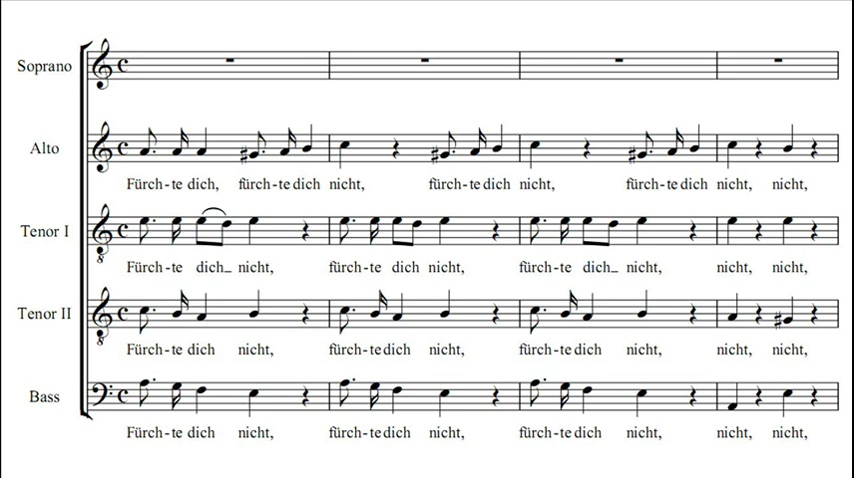 Soprano
Alto
Fürch-te dich, fürch-te dich nicht, fürch-te dich nicht, fürch-te dich nicht, nicht,
Tenor I
8
Fürch-te dich_ nicht, fürch-te dich nicht, fürch-te dich_ nicht, nicht, nicht,
Tenor II
8
Fürch-te dich nicht, fürch-te dich nicht, fürch-te dich nicht, nicht, nicht,
Bass
Fürch-te dich nicht, fürch-te dich nicht, fürch-te dich nicht, nicht, nicht,